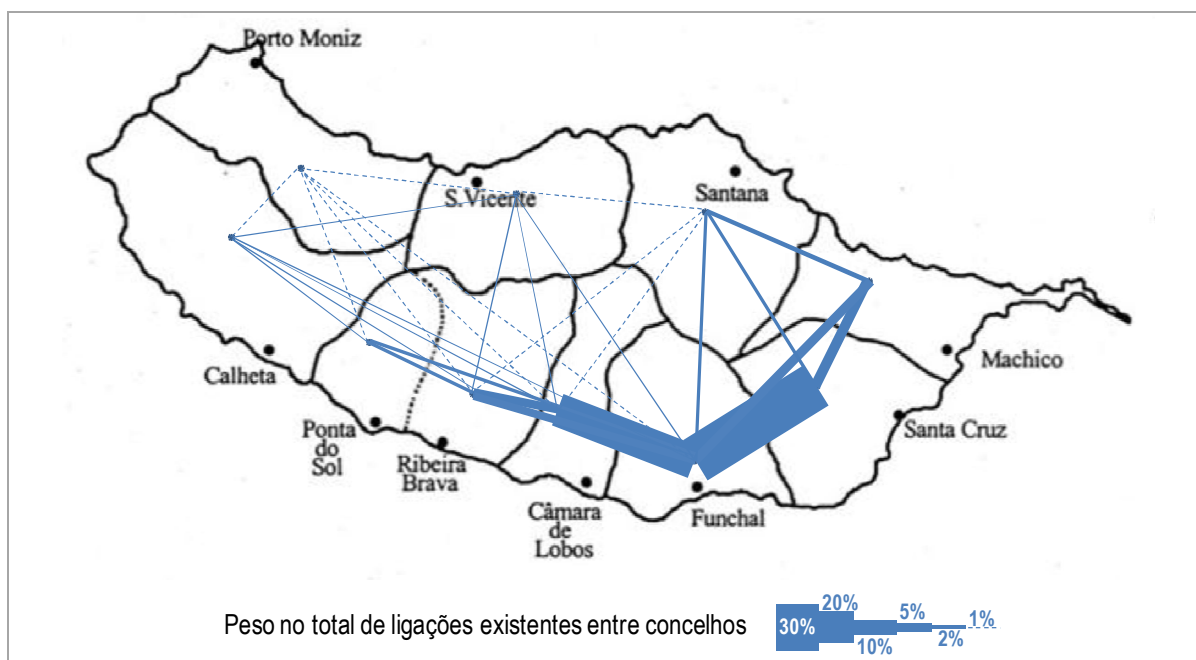 Porto Moniz
S.Vicente
Santana
Machico
Calheta
Santa Cruz
Ponta
do
Sol
Ribeira
Brava
Câmara
de
Lobos
Funchal
Peso no total de ligações existentes entre concelhos
30%
20%
10%
5%
2%
1%